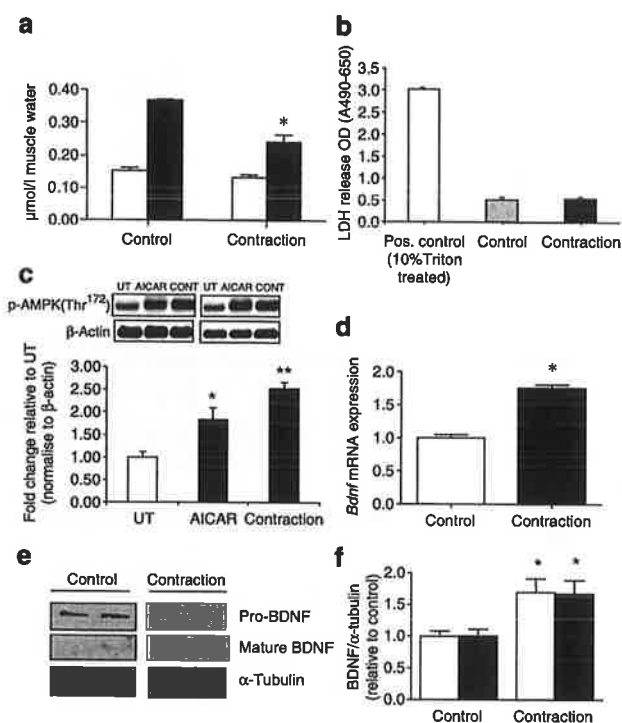 a
μmol/l muscle water
0.40
0.30
0.20
0.10
0.00
*
Control
Contraction
b
LDH release OD (A490-650)
3.5
3.0
2.5
2.0
1.5
1.0
0.5
0
Pos. control
(10%Triton
treated)
Control
Contraction
c
UT AICAR CONT
UT AICAR CONT
p-AMPK(Thr172)
β-Actin
Fold change relative to UT
(normalise to β-actin)
3.00
2.50
2.00
1.50
1.00
0.50
0.00
*
**
UT
AICAR
Contraction
d
Bdnf mRNA expression
2.0
1.5
1.0
0.5
0.0
*
Control
Contraction
e
Control
Contraction
Pro-BDNF
Mature BDNF
α-Tubulin
f
BDNF/α-tubulin
(relative to control)
2.0
1.5
1.0
0.5
0.0
*
*
Control
Contraction